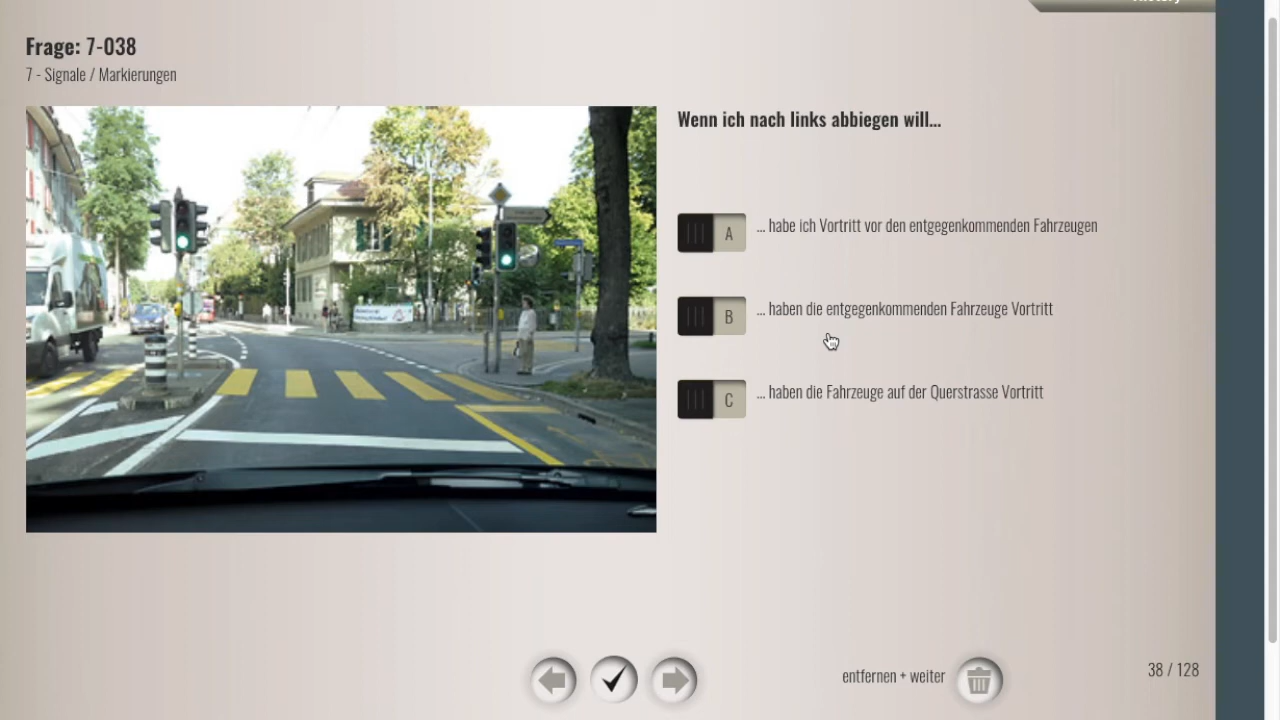 Frage: 7-038
7 - Signale / Markierungen
Wenn ich nach links abbiegen will...
A
... habe ich Vortritt vor den entgegenkommenden Fahrzeugen
B
... haben die entgegenkommenden Fahrzeuge Vortritt
C
... haben die Fahrzeuge auf der Querstrasse Vortritt
entfernen + weiter
38 / 128